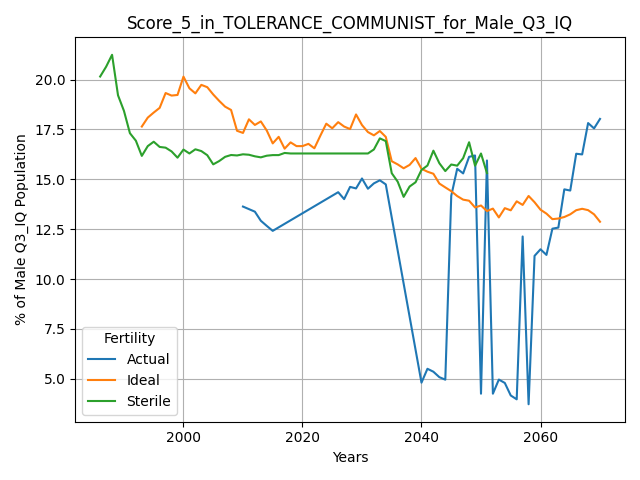 Score_5_in_TOLERANCE_COMMUNIST_for_Male_Q3_IQ
% of Male Q3_IQ Population
20.0
17.5
15.0
12.5
10.0
7.5
5.0
Fertility
Actual
Ideal
Sterile
2000
2020
2040
2060
Years